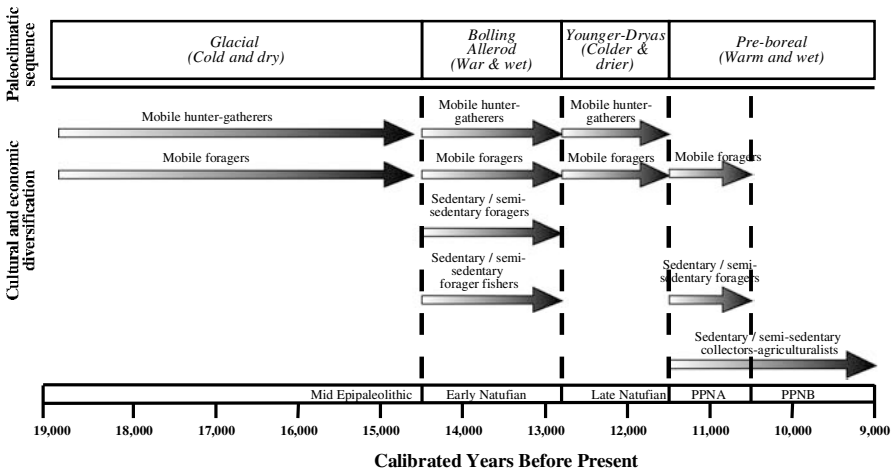 Paleoclimatic
sequence
Glacial
(Cold and dry)
Bolling
Allerod
(War & wet)
Younger-Dryas
(Colder &
drier)
Pre-boreal
(Warm and wet)
Cultural and economic
diversification
Mobile hunter-gatherers
Mobile hunter-
gatherers
Mobile hunter-
gatherers
Mobile foragers
Mobile foragers
Mobile foragers
Mobile foragers
Sedentary / semi-
sedentary foragers
Sedentary / semi-
sedentary
forager fishers
Sedentary / semi-
sedentary foragers
Sedentary / semi-sedentary
collectors-agriculturalists
Mid Epipaleolithic
Early Natufian
Late Natufian
PPNA
PPNB
19,000
18,000
17,000
16,000
15,000
14,000
13,000
12,000
11,000
10,000
9,000
Calibrated Years Before Present